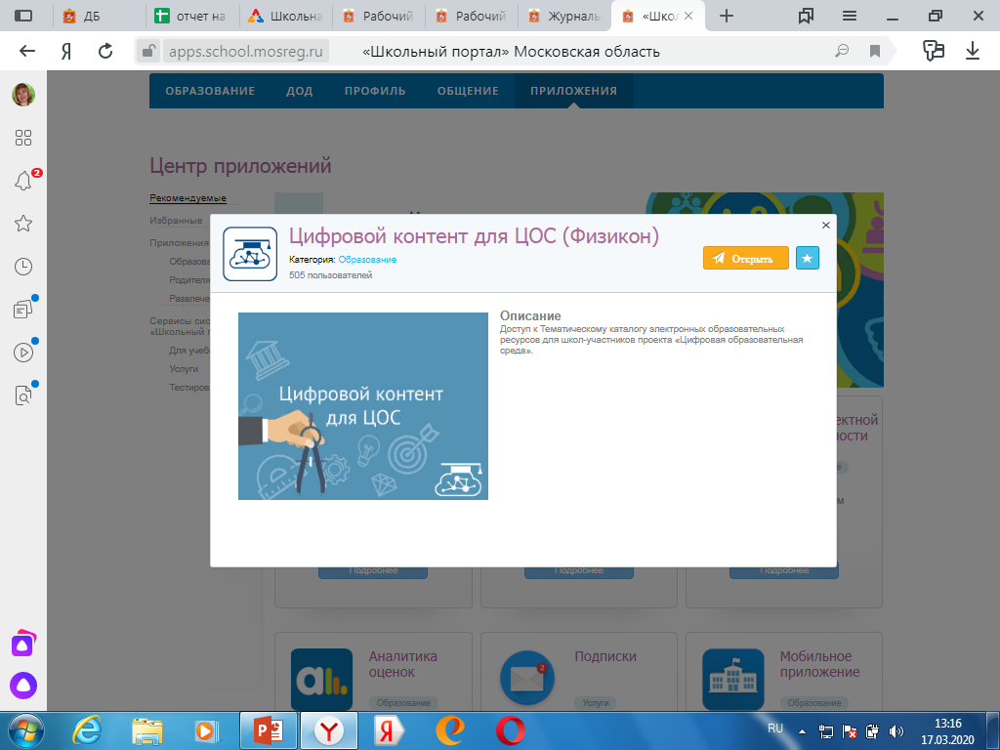 ДБ
отчет на
Школьна
Рабочий
Рабочий
Журналь
«Школ
apps.school.mosreg.ru
«Школьный портал» Московская область
ОБРАЗОВАНИЕ ДОД ПРОФИЛЬ ОБЩЕНИЕ ПРИЛОЖЕНИЯ
2
Центр приложений
Рекомендуемые
Избранные
Приложения
Образова
Родителя
Развлече
Сервисы сис
«Школьный п
Для учеб
Услуги
Тестиров
Цифровой контент для ЦОС (Физикон)
Категория: Образование
505 пользователей
Открыть
Описание
Доступ к Тематическому каталогу электронных образовательных
ресурсов для школ-участников проекта «Цифровая образовательная
среда».
Цифровой контент
для ЦОС
ектной
ости
Подробнее
Подробнее
Подробнее
Аналитика
оценок
Образование
2
Подписки
Услуги
Мобильное
приложение
Образование
RU
13:16
17.03.2020